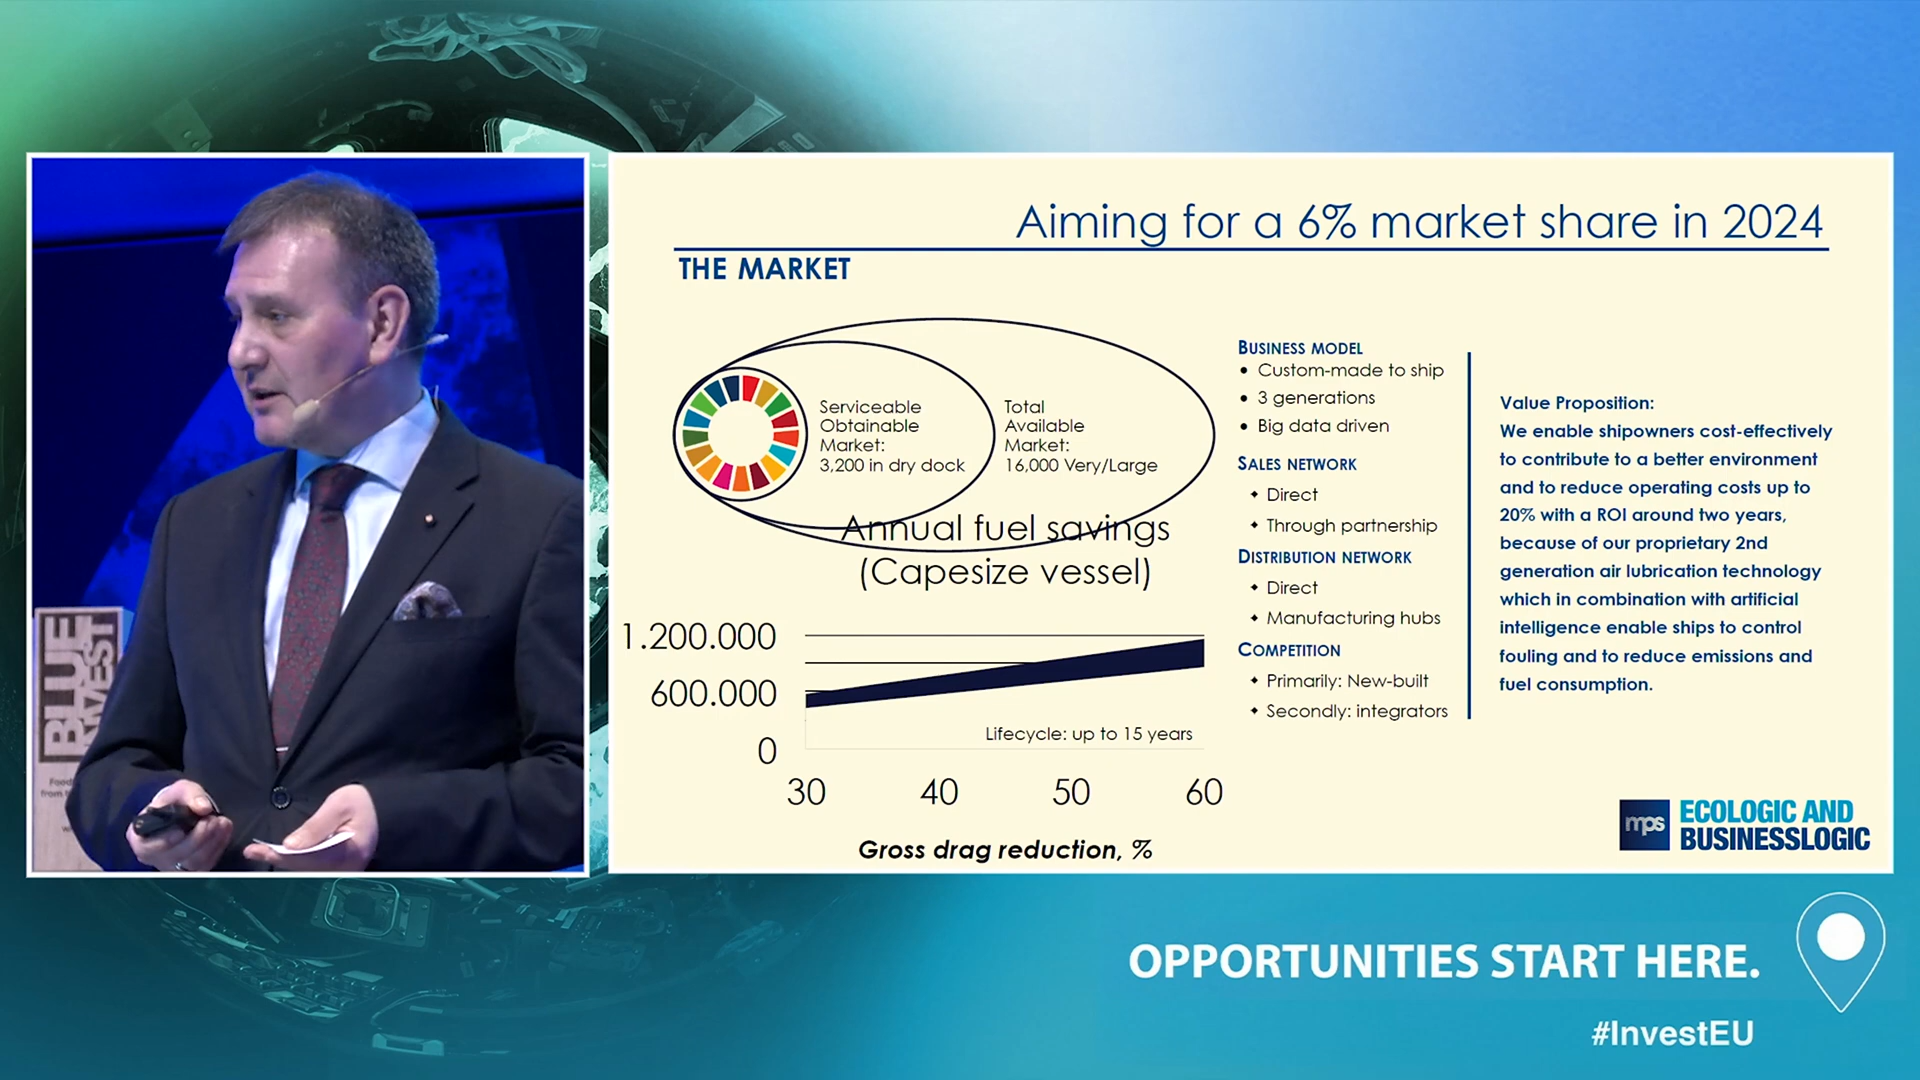 Aiming for a 6% market share in 2024
THE MARKET
Serviceable
Obtainable
Market:
3,200 in dry dock
Total
Available
Market:
16,000 Very/Large
Annual fuel savings
(Capesize vessel)
1.200.000
600.000
0
Lifecycle: up to 15 years
30 40 50 60
Gross drag reduction, %
BUSINESS MODEL
• Custom-made to ship
• 3 generations
• Big data driven
SALES NETWORK
◆ Direct
◆ Through partnership
DISTRIBUTION NETWORK
◆ Direct
◆ Manufacturing hubs
COMPETITION
◆ Primarily: New-built
◆ Secondly: integrators
Value Proposition:
We enable shipowners cost-effectively
to contribute to a better environment
and to reduce operating costs up to
20% with a ROI around two years,
because of our proprietary 2nd
generation air lubrication technology
which in combination with artificial
intelligence enable ships to control
fouling and to reduce emissions and
fuel consumption.
mps
ECOLOGIC AND
BUSINESSLOGIC
BLUE
INVEST
OPPORTUNITIES START HERE.
#InvestEU